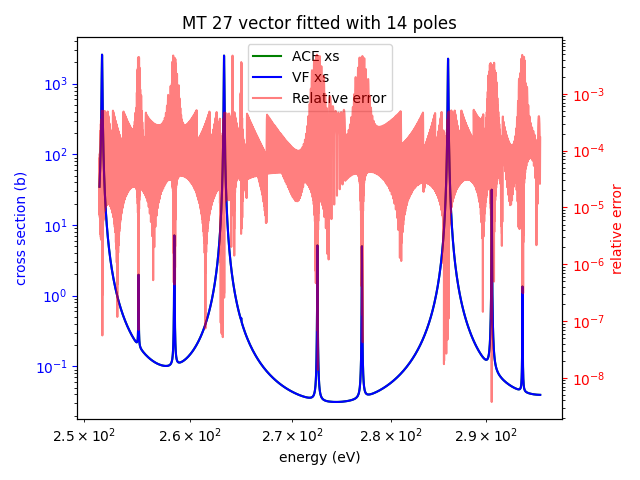 MT 27 vector fitted with 14 poles
ACE xs
VF xs
Relative error
10³
10²
10¹
10⁰
10⁻¹
cross section (b)
10⁻³
10⁻⁴
10⁻⁵
10⁻⁶
10⁻⁷
10⁻⁸
relative error
2.5 × 10² 2.6 × 10² 2.7 × 10² 2.8 × 10² 2.9 × 10²
energy (eV)